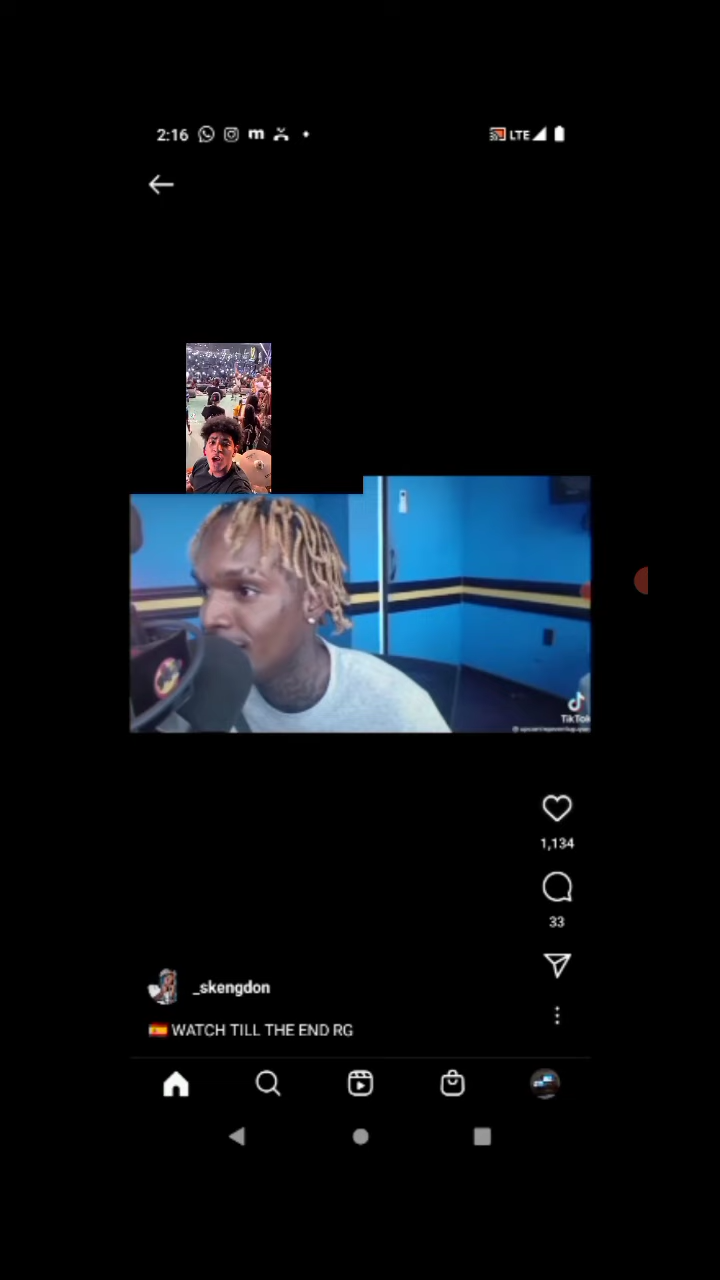 2:16
m
LTE
TikTok
1,134
33
_skengdon
🇪🇸 WATCH TILL THE END RG